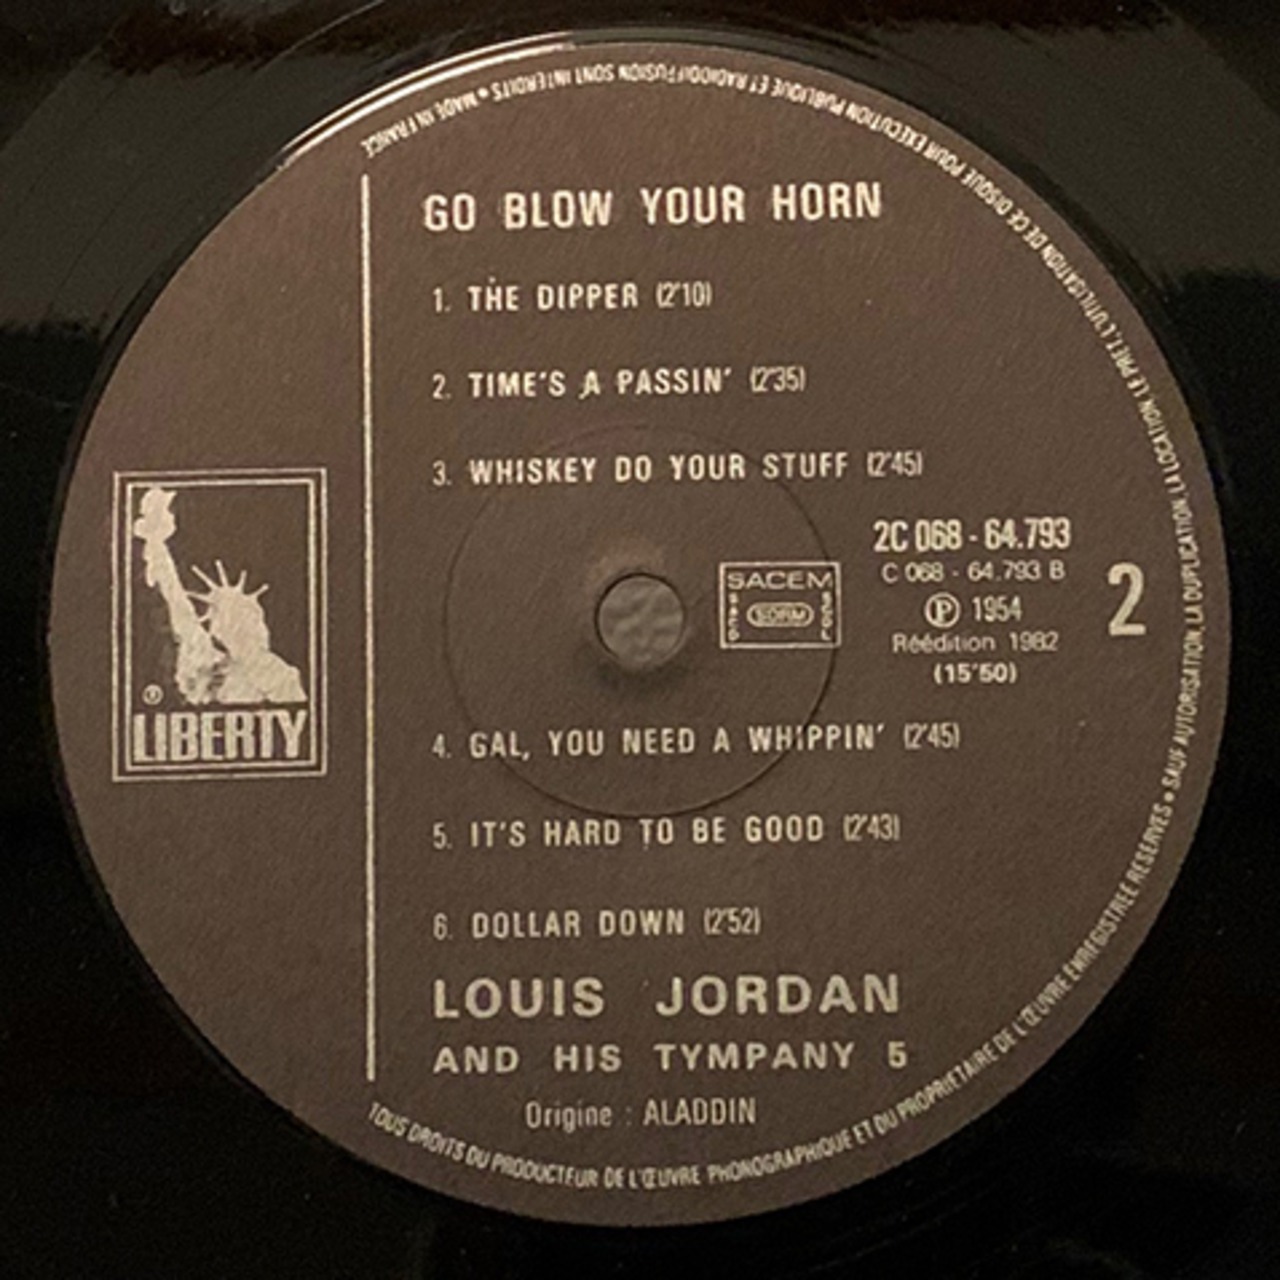 GO BLOW YOUR HORN
1. THE DIPPER (2'10)
2. TIME'S A PASSIN' (2'35)
3. WHISKEY DO YOUR STUFF (2'45)
2C 068 - 64.793
C 068 - 64.793 B
Ⓟ 1954
Réédition 1982
(15'50)
2
SACEM
SACD
SDRM
SGDL
® LIBERTY
4. GAL, YOU NEED A WHIPPIN' (2'45)
5. IT'S HARD TO BE GOOD (2'43)
6. DOLLAR DOWN (2'52)
LOUIS JORDAN
AND HIS TYMPANY 5
Origine : ALADDIN
TOUS DROITS DU PRODUCTEUR DE L'ŒUVRE PHONOGRAPHIQUE ET DU PROPRIETAIRE DE L'ŒUVRE ENREGISTREE RESERVES • SAUF AUTORISATION, LA DUPLICATION, LA LOCATION, LE PRET, L'UTILISATION DE CE DISQUE POUR EXECUTION PUBLIQUE ET RADIODIFFUSION SONT INTERDITS • MADE IN FRANCE